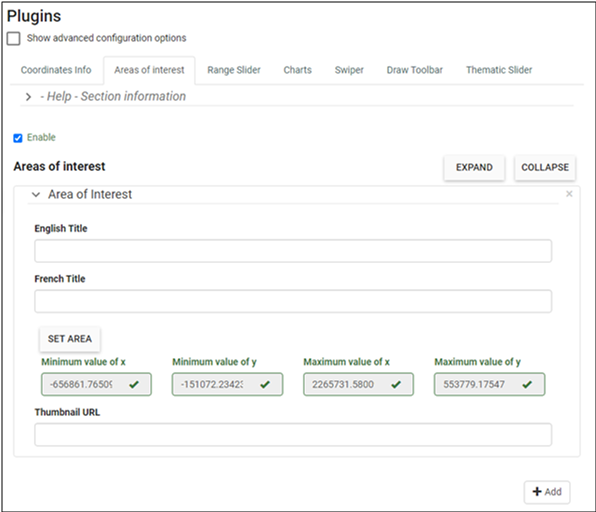 Plugins
Show advanced configuration options
Coordinates Info Areas of interest Range Slider Charts Swiper Draw Toolbar Thematic Slider
- Help - Section information
Enable
Areas of interest EXPAND COLLAPSE
Area of Interest ×
English Title
French Title
SET AREA
Minimum value of x Minimum value of y Maximum value of x Maximum value of y
-656861.76509 -151072.23423 2265731.5800 553779.17547
Thumbnail URL
+ Add